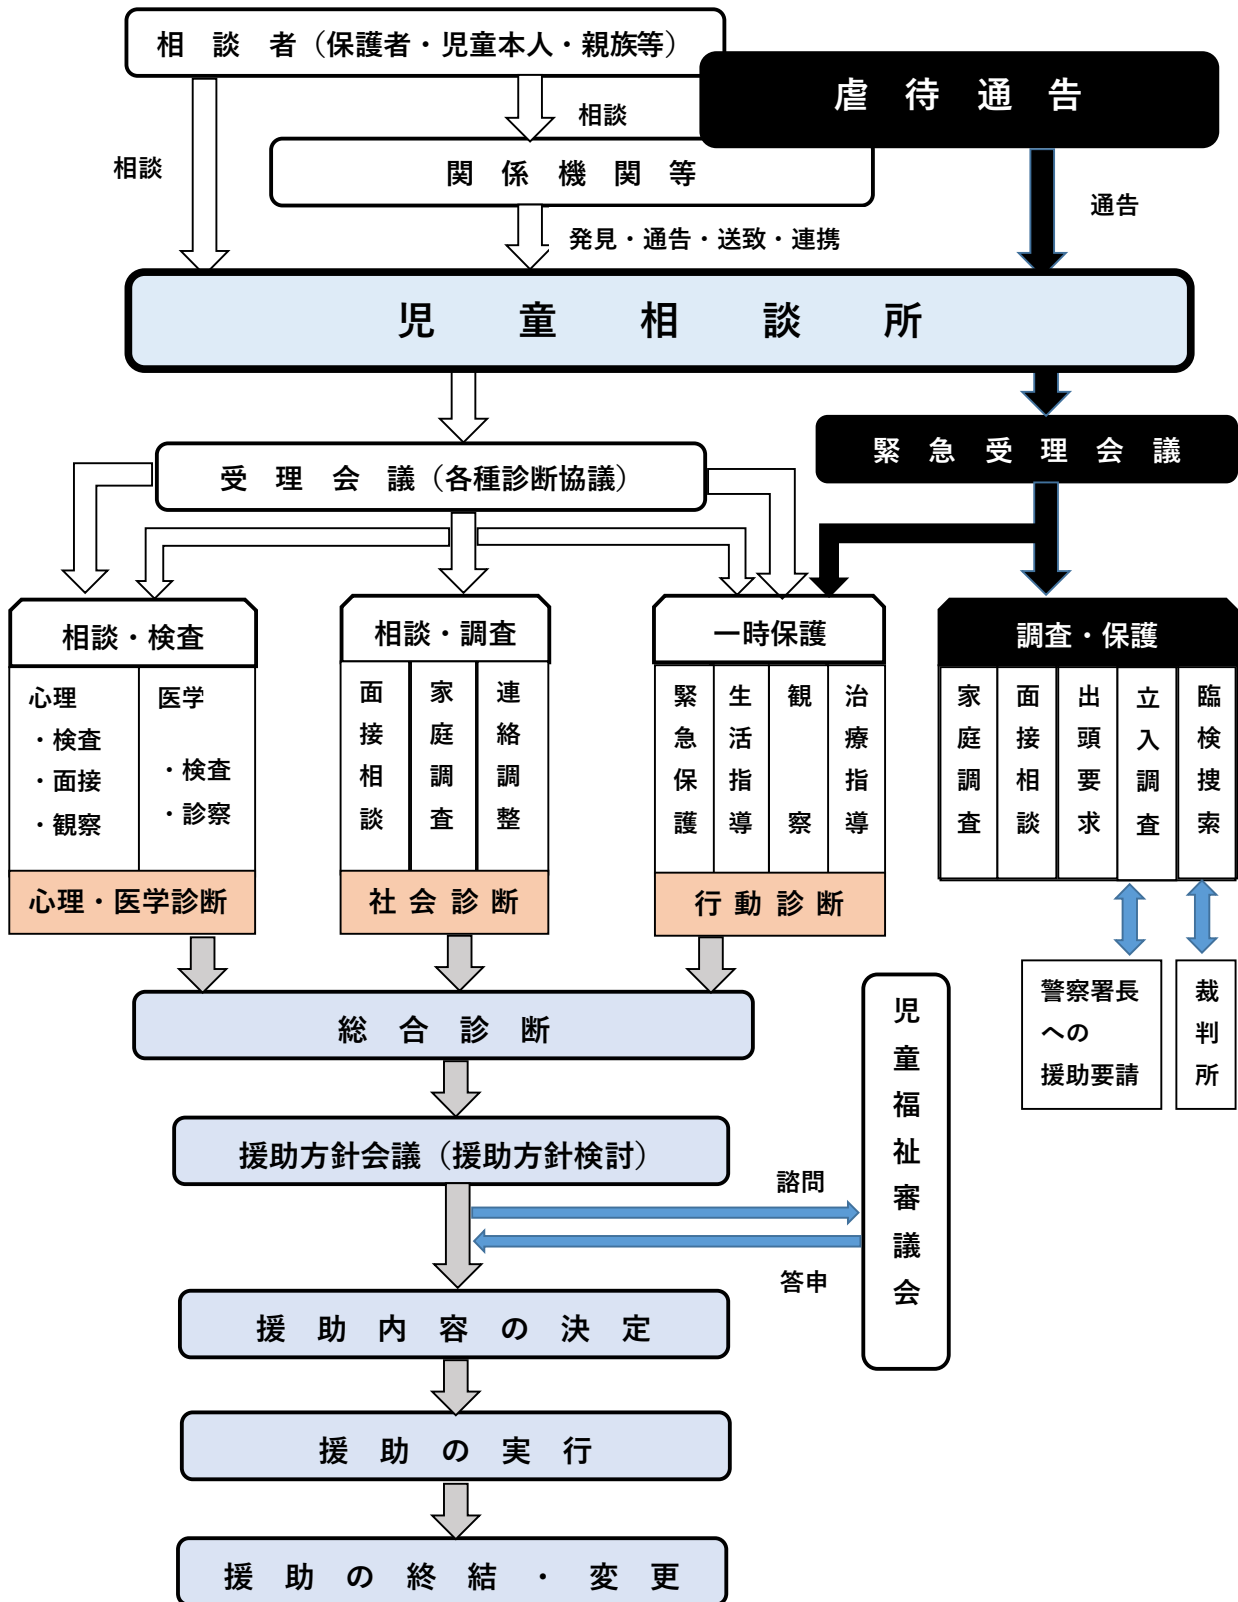 相　談　者（保護者・児童本人・親族等）
虐　待　通　告
相談
相談
関　係　機　関　等
通告
発見・通告・送致・連携
児　童　相　談　所
受　理　会　議（各種診断協議）
緊　急　受　理　会　議
相談・検査
心理
・検査
・面接
・観察
医学
・検査
・診察
心理・医学診断
相談・調査
面接相談
家庭調査
連絡調整
社会診断
一時保護
緊急保護
生活指導
観察
治療指導
行動診断
調査・保護
家庭調査
面接相談
出頭要求
立入調査
臨検捜索
警察署長
への
援助要請
裁判所
総　合　診　断
児童福祉審議会
援助方針会議（援助方針検討）
諮問
答申
援　助　内　容　の　決　定
援　助　の　実　行
援　助　の　終　結　・　変　更